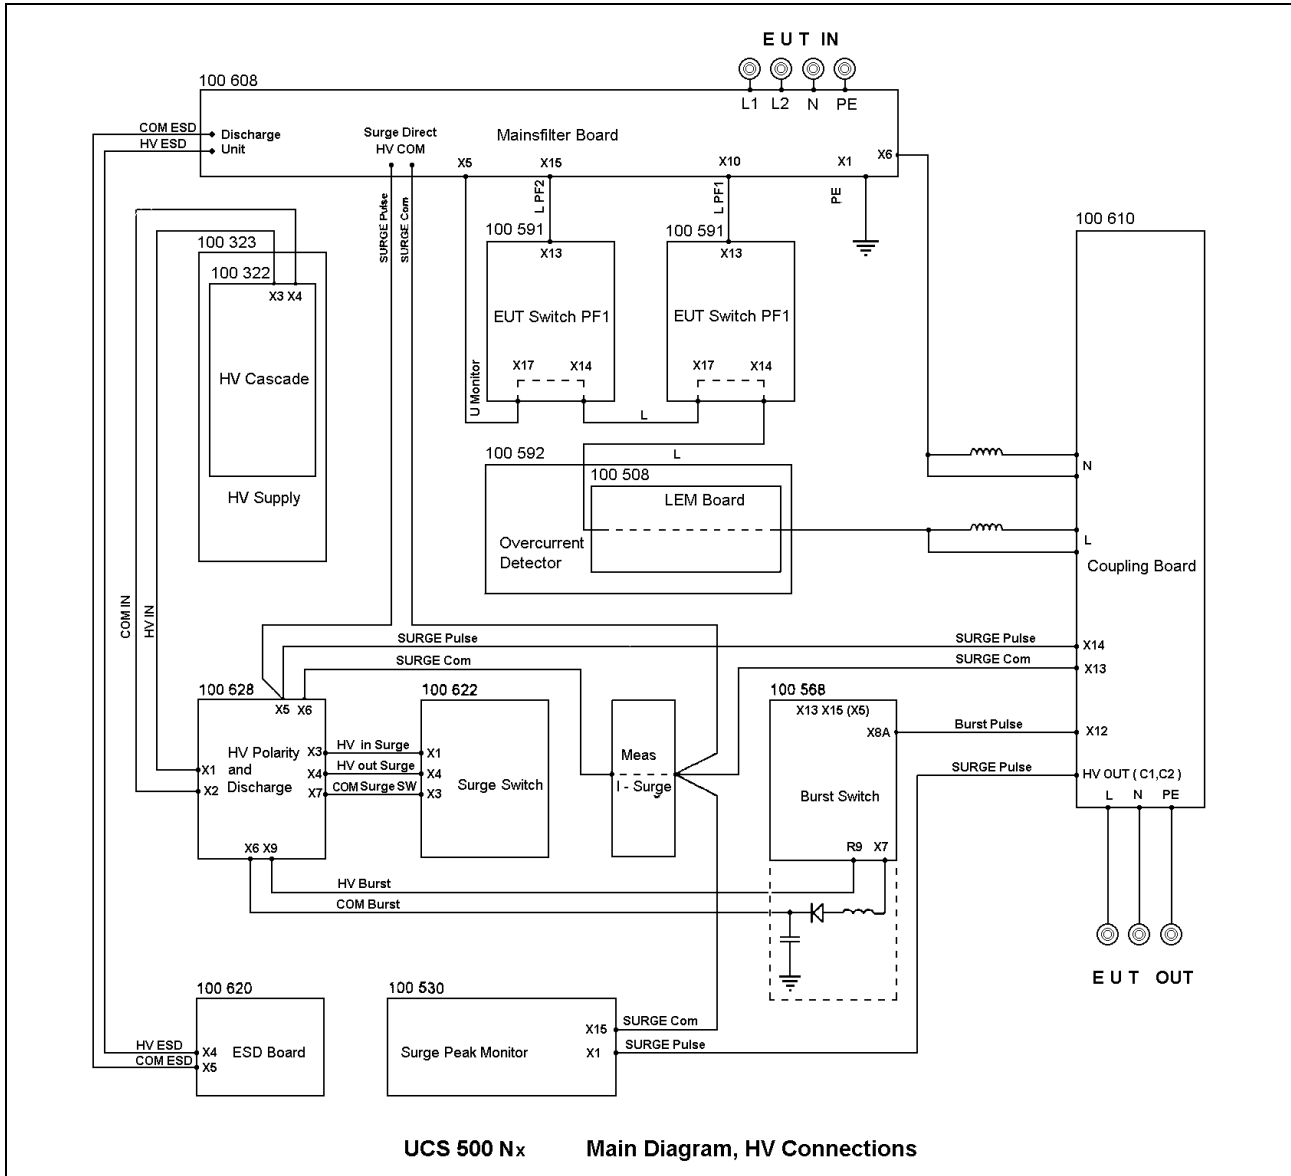 E U T IN
100 608
L1 L2 N PE
COM ESD
HV ESD
Discharge
Unit
Surge Direct
HV COM
Mainsfilter Board
X5 X15 X10 X1 X6
SURGE Pulse
SURGE Com
L PF2
L PF1
PE
100 591
X13
EUT Switch PF1
X17 X14
100 591
X13
EUT Switch PF1
X17 X14
U Monitor
L
100 610
100 323
100 322
X3 X4
HV Cascade
HV Supply
100 592
L
100 508
LEM Board
Overcurrent
Detector
N
L
Coupling Board
COM IN
HV IN
SURGE Pulse
SURGE Pulse
X14
SURGE Com
SURGE Com
X13
100 628
X5 X6
HV Polarity
and
Discharge
X1
X2
X3
X4
X7
X6 X9
HV in Surge
HV out Surge
COM Surge SW
100 622
X1
X4
X3
Surge Switch
Meas
I - Surge
100 568
X13 X15 (X5)
X8A
Burst Switch
R9 X7
Burst Pulse
X12
SURGE Pulse
HV OUT ( C1,C2 )
L N PE
HV Burst
COM Burst
E U T OUT
100 620
HV ESD
COM ESD
X4
X5
ESD Board
100 530
Surge Peak Monitor
X15
X1
SURGE Com
SURGE Pulse
UCS 500 Nx Main Diagram, HV Connections